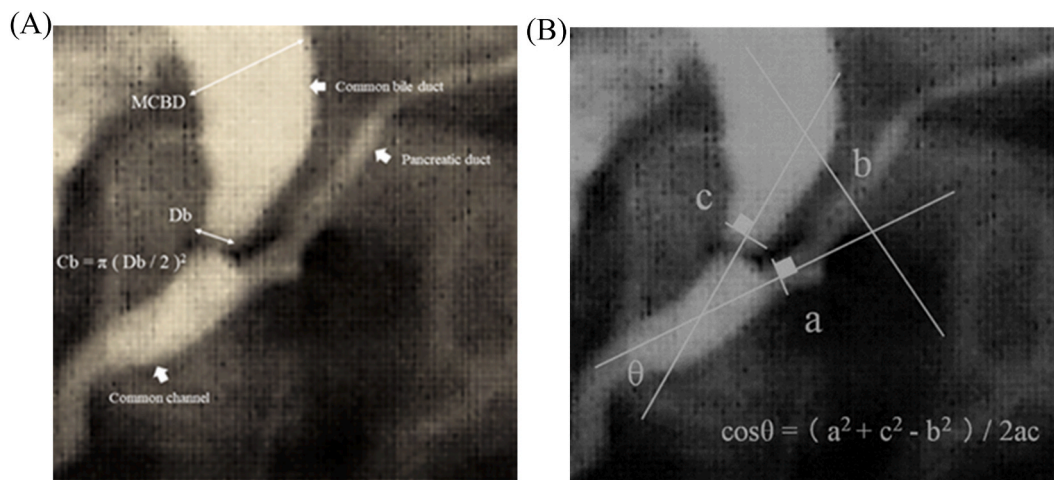 (A)
MCBD
Common bile duct
Pancreatic duct
Db
Cb = π ( Db / 2 )²
Common channel
(B)
b
c
a
θ
cosθ = ( a² + c² - b² ) / 2ac